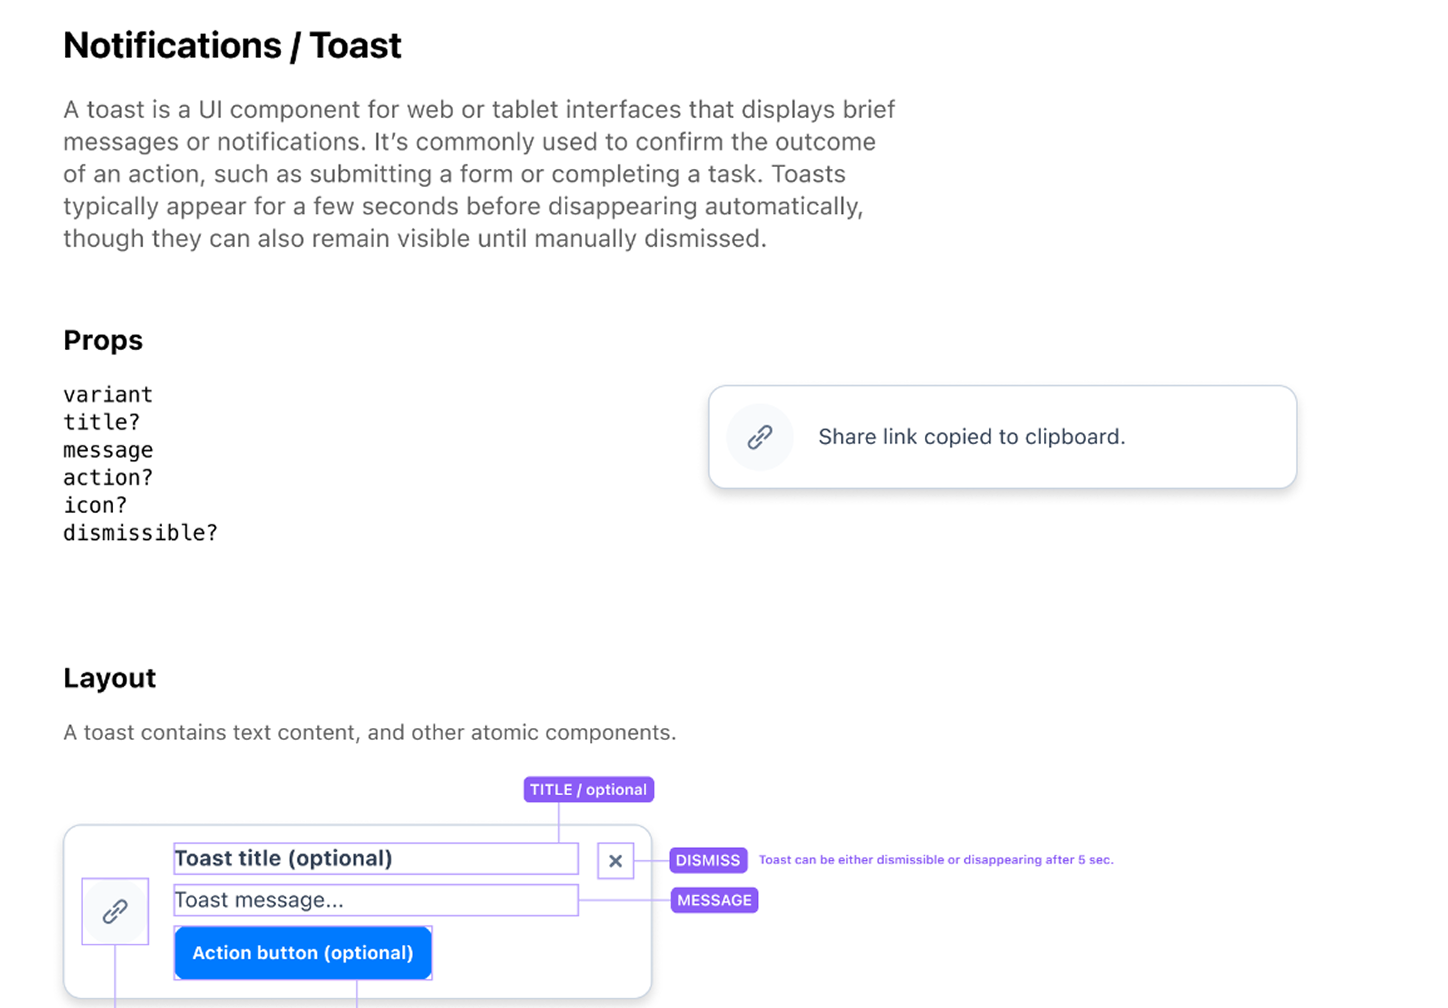 Notifications / Toast
A toast is a UI component for web or tablet interfaces that displays brief
messages or notifications. It’s commonly used to confirm the outcome
of an action, such as submitting a form or completing a task. Toasts
typically appear for a few seconds before disappearing automatically,
though they can also remain visible until manually dismissed.
Props
variant
title?
message
action?
icon?
dismissible?
Share link copied to clipboard.
Layout
A toast contains text content, and other atomic components.
TITLE / optional
Toast title (optional)
DISMISS
Toast can be either dismissible or disappearing after 5 sec.
Toast message...
MESSAGE
Action button (optional)